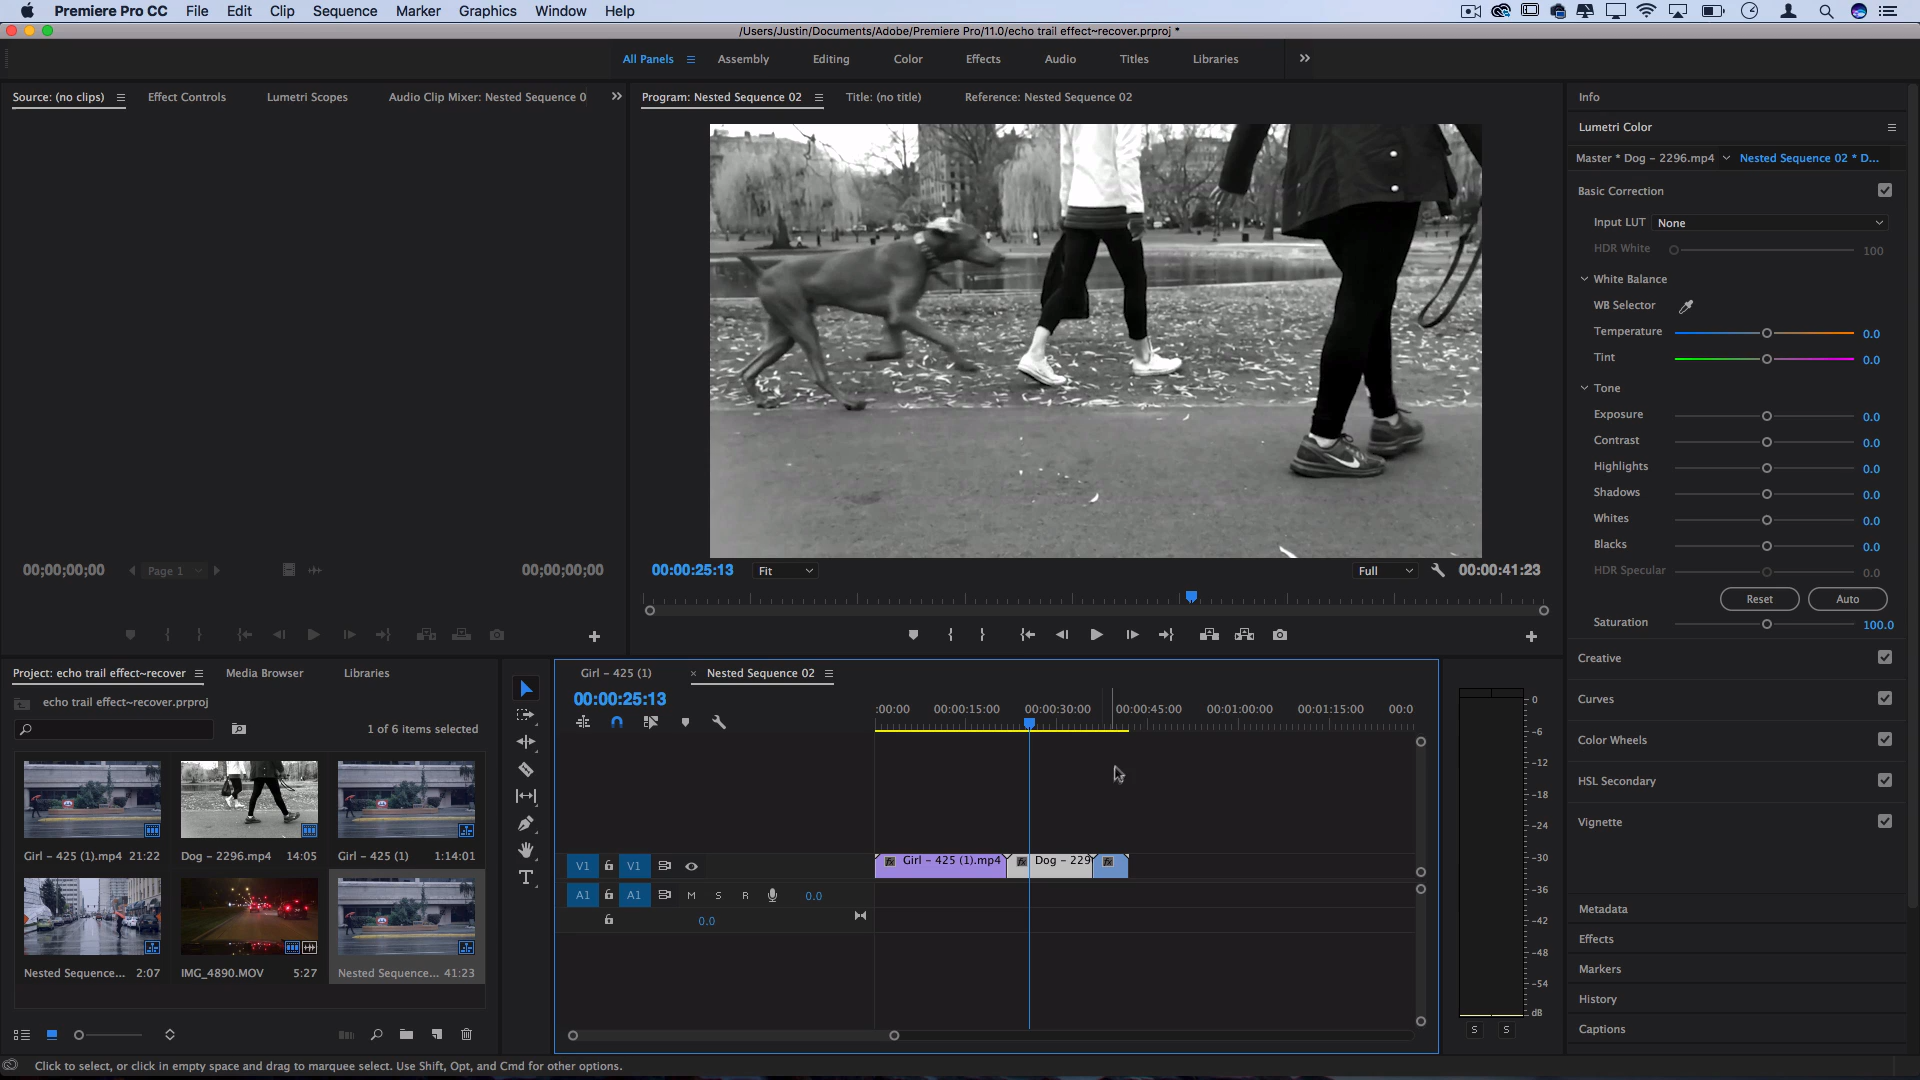 Premiere Pro CC File Edit Clip Sequence Marker Graphics Window Help
/Users/Justin/Documents/Adobe/Premiere Pro/11.0/echo trail effect~recover.prproj *
All Panels Assembly Editing Color Effects Audio Titles Libraries
Source: (no clips) Effect Controls Lumetri Scopes Audio Clip Mixer: Nested Sequence 0
Program: Nested Sequence 02 Title: (no title) Reference: Nested Sequence 02
00;00;00;00 Page 1 00;00;00;00
00:00:25:13 Fit Full 00:00:41:23
Info
Lumetri Color
Master * Dog - 2296.mp4 Nested Sequence 02 * D...
Basic Correction
Input LUT None
HDR White 100
White Balance
WB Selector
Temperature 0.0
Tint 0.0
Tone
Exposure 0.0
Contrast 0.0
Highlights 0.0
Shadows 0.0
Whites 0.0
Blacks 0.0
HDR Specular 0.0
Reset Auto
Saturation 100.0
Creative
Curves
Color Wheels
HSL Secondary
Vignette
Metadata
Effects
Markers
History
Captions
Project: echo trail effect~recover Media Browser Libraries
echo trail effect~recover.prproj
1 of 6 items selected
Girl - 425 (1).mp4 21:22 Dog - 2296.mp4 14:05 Girl - 425 (1) 1:14:01
Nested Sequence... 2:07 IMG_4890.MOV 5:27 Nested Sequence... 41:23
Girl - 425 (1) × Nested Sequence 02
00:00:25:13
:00:00 00:00:15:00 00:00:30:00 00:00:45:00 00:01:00:00 00:01:15:00 00:0
V1 V1 fx Girl - 425 (1).mp4 fx Dog - 229 fx
A1 A1 M S R 0.0
0.0
0
-6
-12
-18
-24
-30
-36
-42
-48
-54
dB
S S
Click to select, or click in empty space and drag to marquee select. Use Shift, Opt, and Cmd for other options.